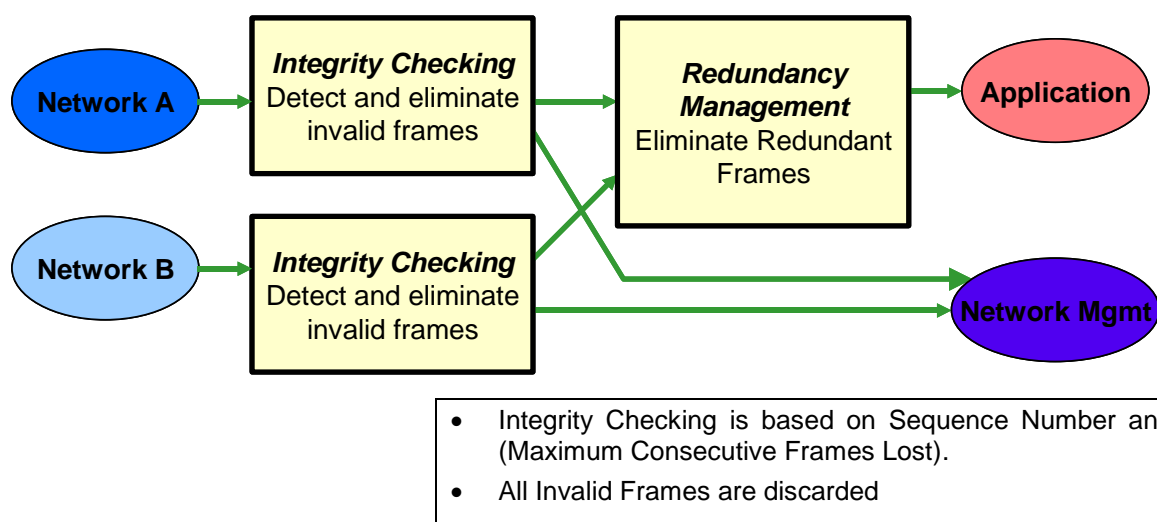 Network A
Integrity Checking
Detect and eliminate
invalid frames
Redundancy
Management
Eliminate Redundant
Frames
Application
Network B
Integrity Checking
Detect and eliminate
invalid frames
Network Mgmt
• Integrity Checking is based on Sequence Number an
(Maximum Consecutive Frames Lost).
• All Invalid Frames are discarded